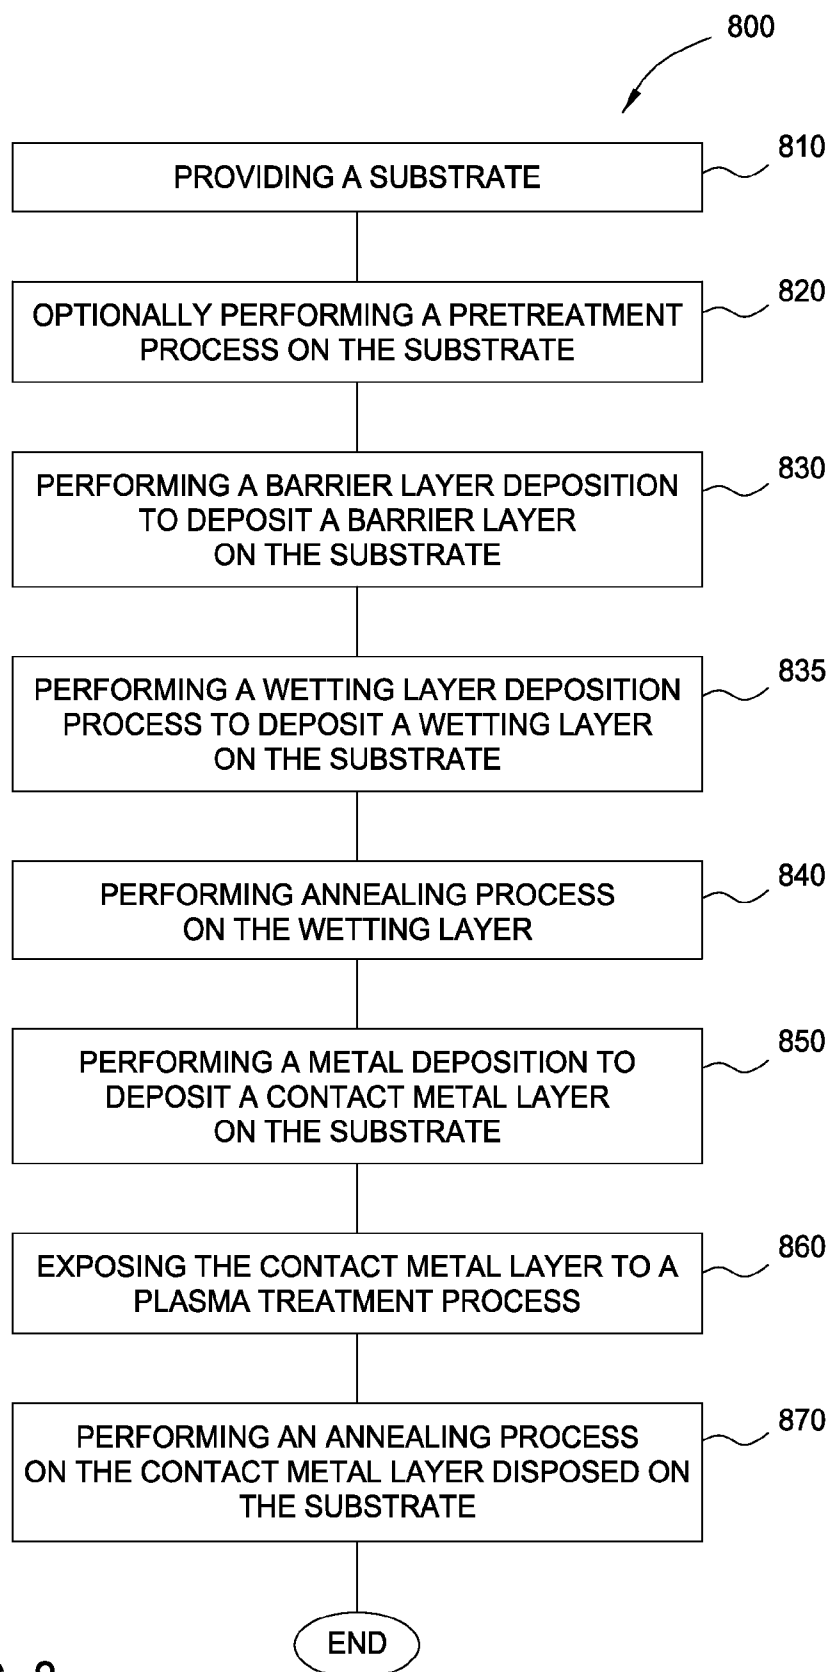 800
PROVIDING A SUBSTRATE
810
OPTIONALLY PERFORMING A PRETREATMENT
PROCESS ON THE SUBSTRATE
820
PERFORMING A BARRIER LAYER DEPOSITION
TO DEPOSIT A BARRIER LAYER
ON THE SUBSTRATE
830
PERFORMING A WETTING LAYER DEPOSITION
PROCESS TO DEPOSIT A WETTING LAYER
ON THE SUBSTRATE
835
PERFORMING ANNEALING PROCESS
ON THE WETTING LAYER
840
PERFORMING A METAL DEPOSITION TO
DEPOSIT A CONTACT METAL LAYER
ON THE SUBSTRATE
850
EXPOSING THE CONTACT METAL LAYER TO A
PLASMA TREATMENT PROCESS
860
PERFORMING AN ANNEALING PROCESS
ON THE CONTACT METAL LAYER DISPOSED ON
THE SUBSTRATE
870
END